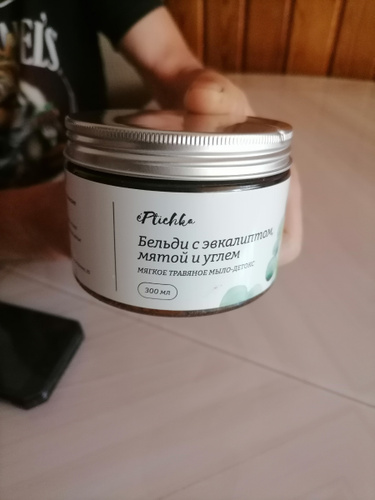 ePtichka
Бельди с эвкалиптом,
мятой и углем
МЯГКОЕ ТРАВЯНОЕ МЫЛО-ДЕТОКС
300 мл